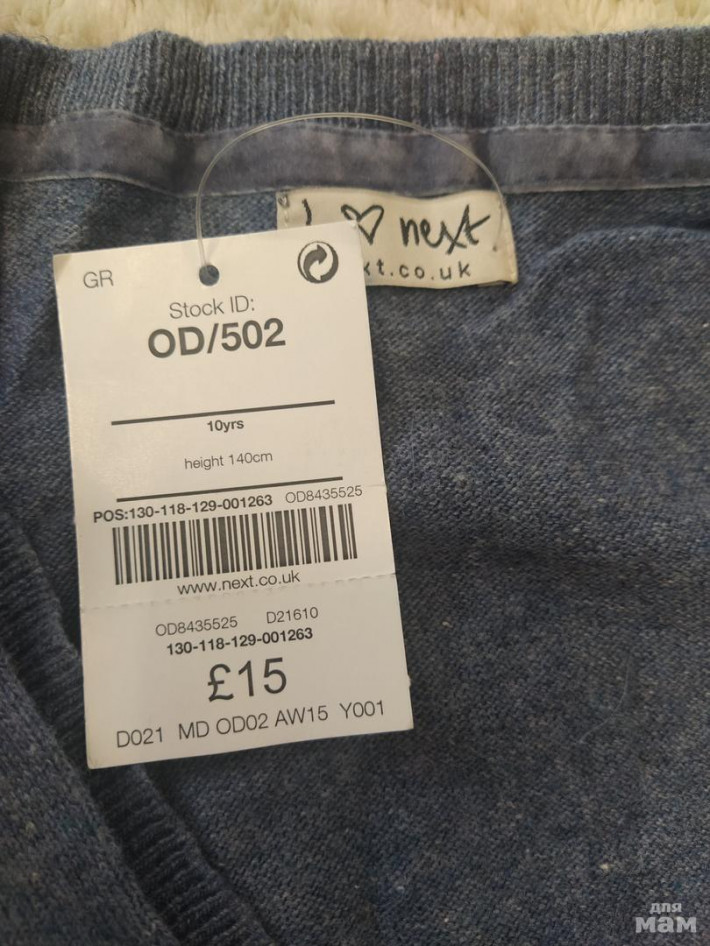 I ♡ next
xt.co.uk
GR
Stock ID:
OD/502
10yrs
height 140cm
POS:130-118-129-001263 OD8435525
www.next.co.uk
OD8435525 D21610
130-118-129-001263
£15
D021 MD OD02 AW15 Y001
для
мам